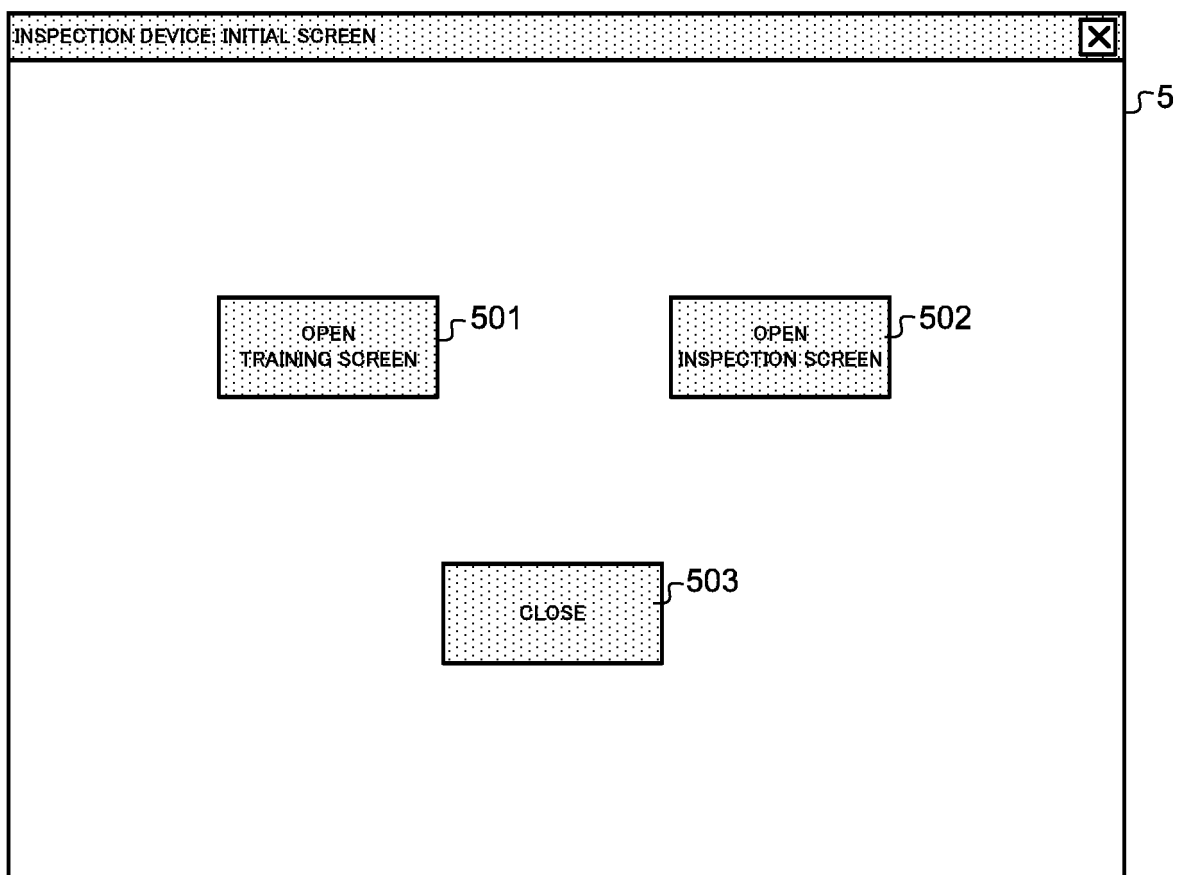 INSPECTION DEVICE: INITIAL SCREEN
5
OPEN
TRAINING SCREEN
501
OPEN
INSPECTION SCREEN
502
CLOSE
503